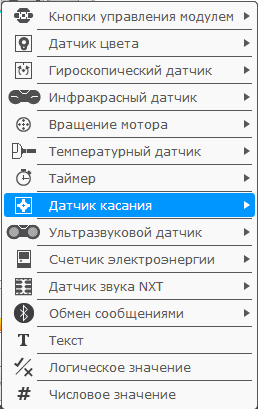 Кнопки управления модулем
Датчик цвета
Гироскопический датчик
Инфракрасный датчик
Вращение мотора
Температурный датчик
Таймер
Датчик касания
Ультразвуковой датчик
Счетчик электроэнергии
Датчик звука NXT
Обмен сообщениями
T Текст
Логическое значение
# Числовое значение